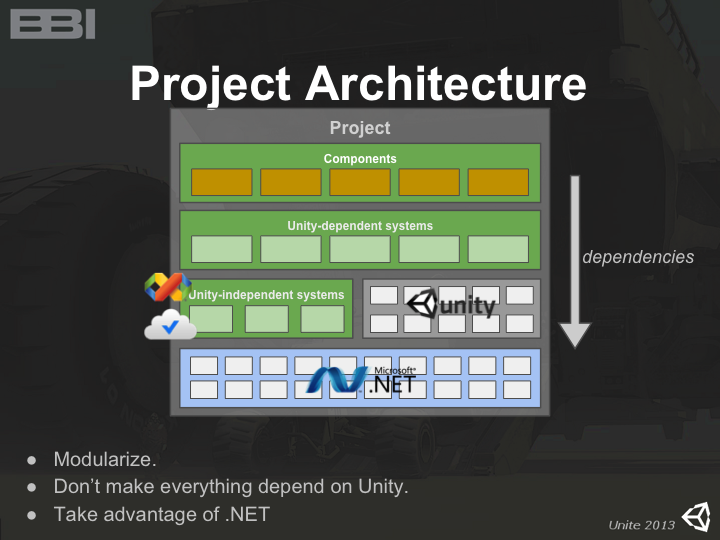 BBI
Project Architecture
Project
Components
Unity-dependent systems
dependencies
Unity-independent systems
unity
Microsoft®
.NET
● Modularize.
● Don’t make everything depend on Unity.
● Take advantage of .NET
Unite 2013